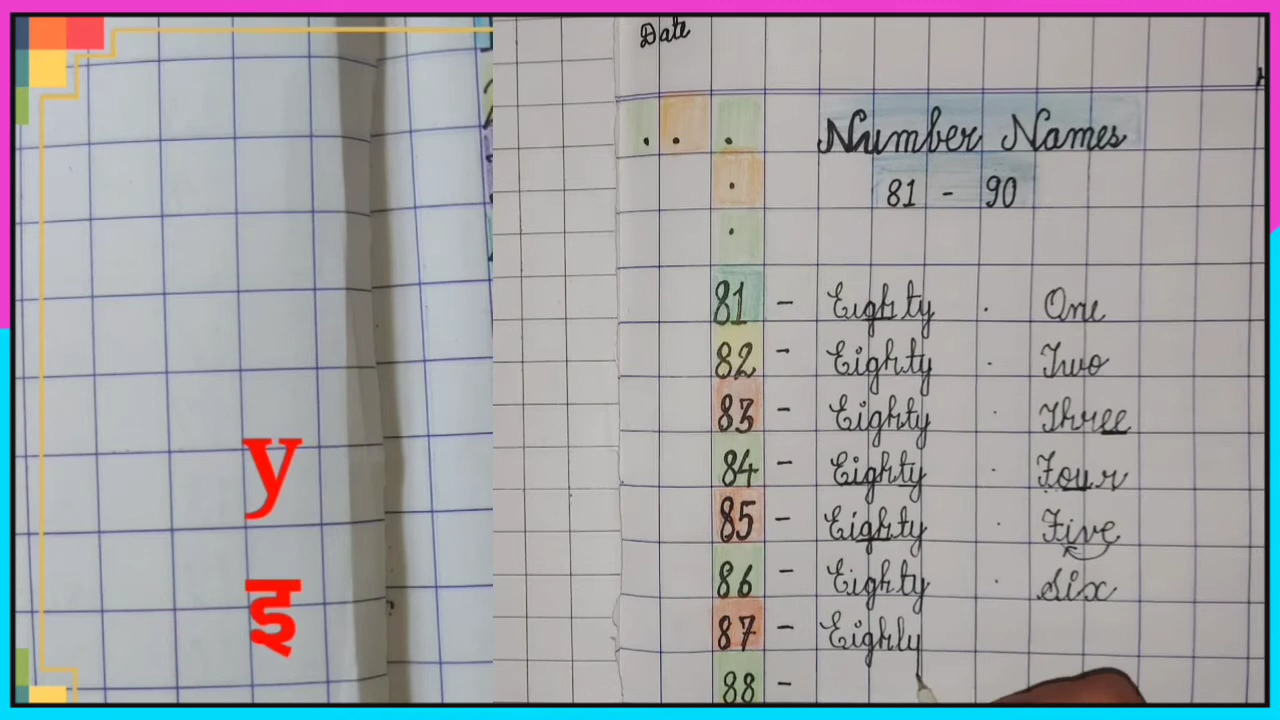 y
इ
Date
Number Names
81 - 90
81 - Eighty . One
82 - Eighty . Two
83 - Eighty . Three
84 - Eighty . Four
85 - Eighty . Five
86 - Eighty . Six
87 - Eighly
88 -